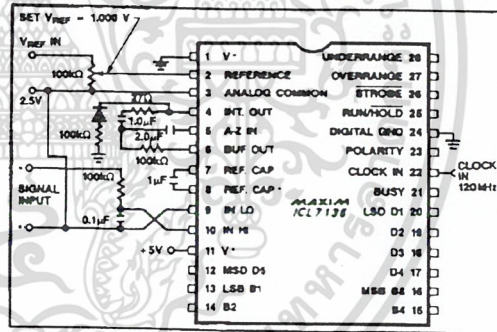 SET VREF = 1.000 V
VREF IN
100kΩ
2.5V
27Ω
1.0µF
100kΩ
2.0µF
100kΩ
100kΩ
1µF
SIGNAL
INPUT
0.1µF
+5V
1 V-
2 REFERENCE
3 ANALOG COMMON
4 INT. OUT
5 A-Z IN
6 BUF OUT
7 REF. CAP
8 REF. CAP
9 IN LO
10 IN HI
11 V+
12 MSD D5
13 LSB B1
14 B2
MAXIM
UNDERRANGE 28
OVERRANGE 27
STROBE 26
RUN/HOLD 25
DIGITAL GND 24
POLARITY 23
CLOCK IN 22
BUSY 21
LSD D1 20
D2 19
D3 18
D4 17
MSB B8 16
B4 15
CLOCK
IN
120 kHz